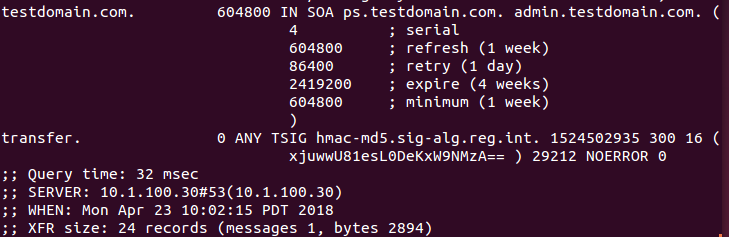 testdomain.com. 604800 IN SOA ps.testdomain.com. admin.testdomain.com. (
4 ; serial
604800 ; refresh (1 week)
86400 ; retry (1 day)
2419200 ; expire (4 weeks)
604800 ; minimum (1 week)
)
transfer. 0 ANY TSIG hmac-md5.sig-alg.reg.int. 1524502935 300 16 (
xjuwwU81esL0DeKxW9NMzA== ) 29212 NOERROR 0
;; Query time: 32 msec
;; SERVER: 10.1.100.30#53(10.1.100.30)
;; WHEN: Mon Apr 23 10:02:15 PDT 2018
;; XFR size: 24 records (messages 1, bytes 2894)